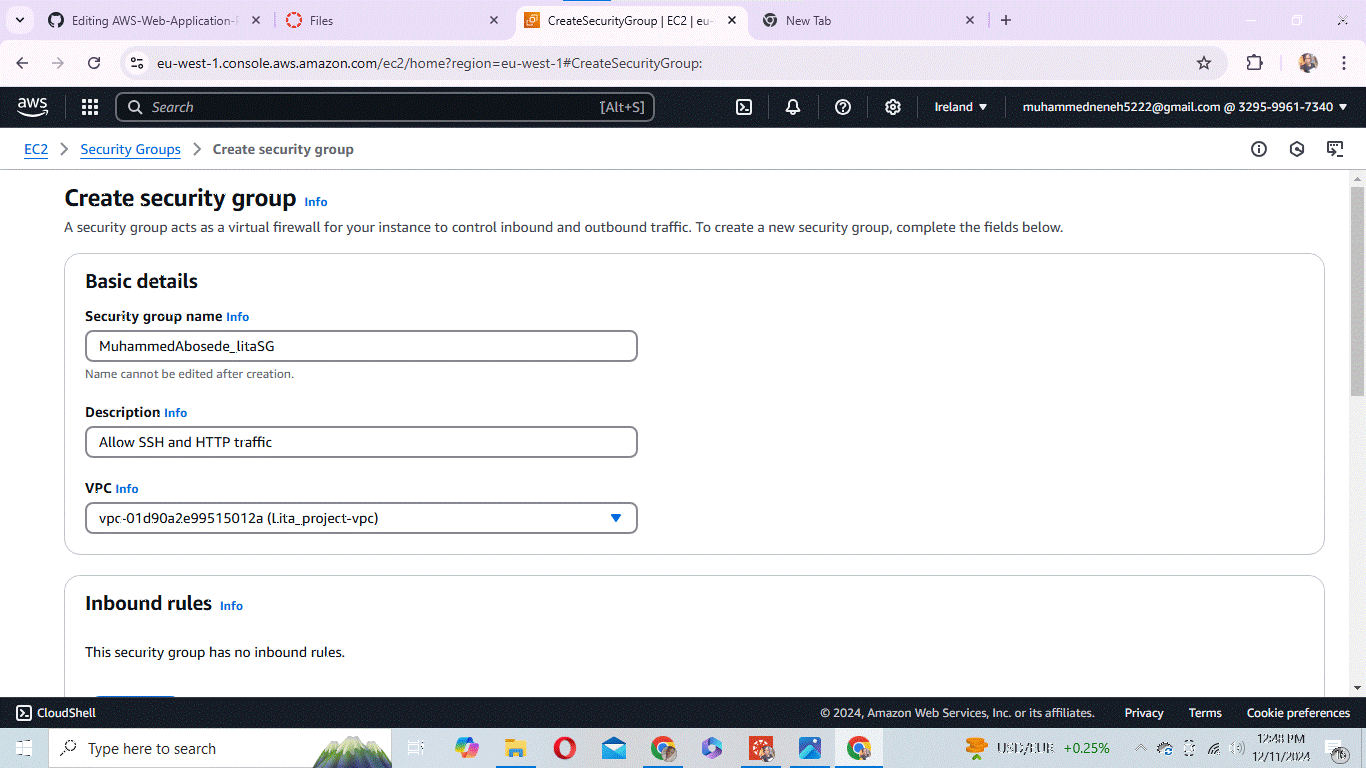 Editing AWS-Web-Application-
Files
CreateSecurityGroup | EC2 | eu-
New Tab
eu-west-1.console.aws.amazon.com/ec2/home?region=eu-west-1#CreateSecurityGroup:
aws
Search
[Alt+S]
Ireland
muhammedneneh5222@gmail.com @ 3295-9961-7340
EC2 > Security Groups > Create security group
Create security group Info
A security group acts as a virtual firewall for your instance to control inbound and outbound traffic. To create a new security group, complete the fields below.
Basic details
Security group name Info
MuhammedAbosede_litaSG
Name cannot be edited after creation.
Description Info
Allow SSH and HTTP traffic
VPC Info
vpc-01d90a2e99515012a (Lita_project-vpc)
Inbound rules Info
This security group has no inbound rules.
CloudShell
© 2024, Amazon Web Services, Inc. or its affiliates.
Privacy
Terms
Cookie preferences
Type here to search
USD/EUR +0.25%
12:48 PM
12/11/2024